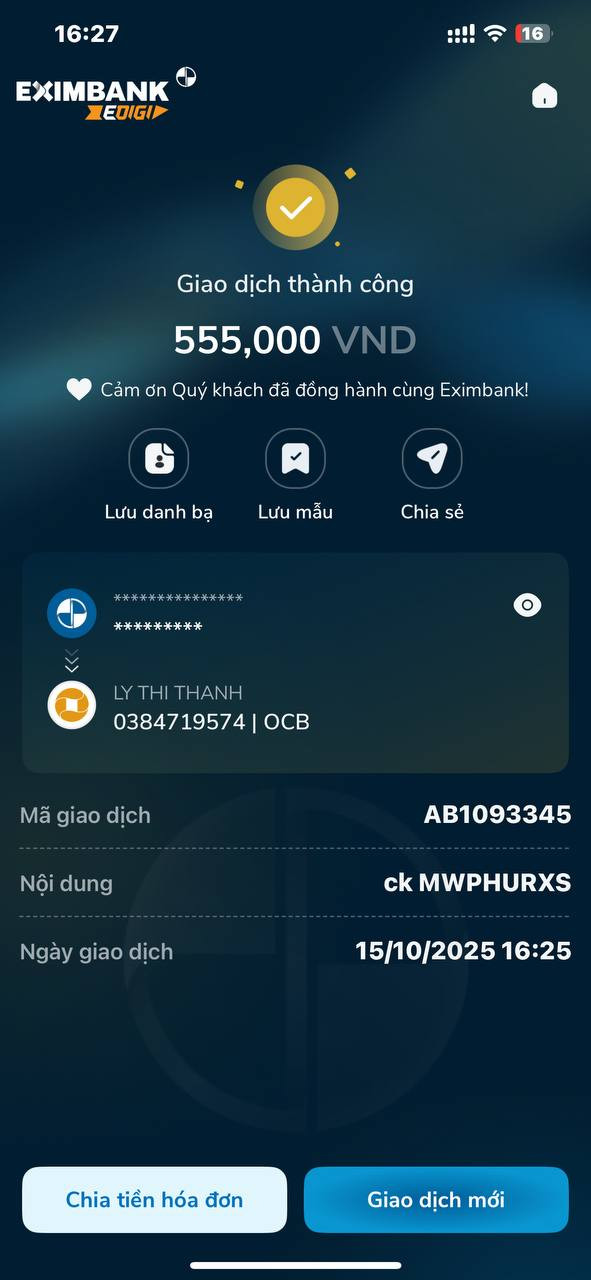 16:27
16
EXIMBANK
EDIGI
Giao dịch thành công
555,000 VND
Cảm ơn Quý khách đã đồng hành cùng Eximbank!
Lưu danh bạ
Lưu mẫu
Chia sẻ
***************
*********
LY THI THANH
0384719574 | OCB
Mã giao dịch
AB1093345
Nội dung
ck MWPHURXS
Ngày giao dịch
15/10/2025 16:25
Chia tiền hóa đơn
Giao dịch mới